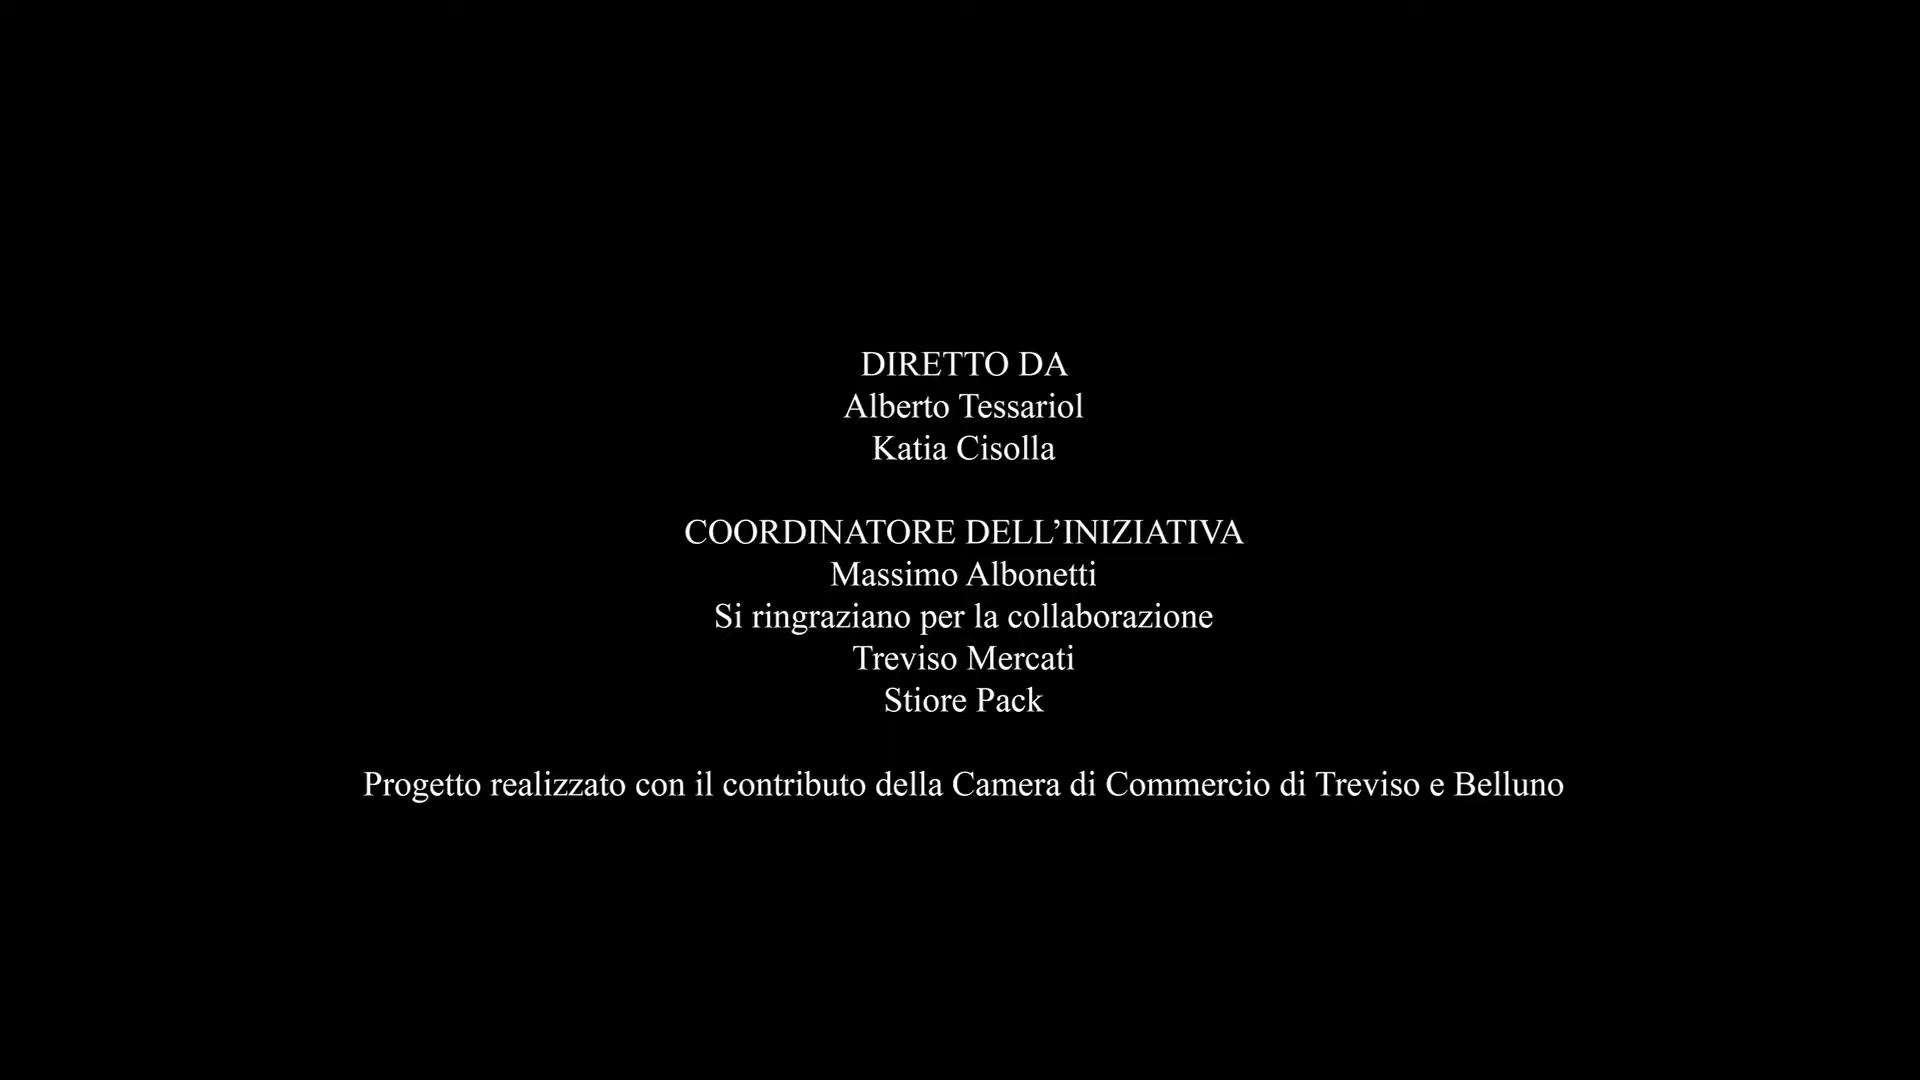 DIRETTO DA
Alberto Tessariol
Katia Cisolla
COORDINATORE DELL’INIZIATIVA
Massimo Albonetti
Si ringraziano per la collaborazione
Treviso Mercati
Stiore Pack
Progetto realizzato con il contributo della Camera di Commercio di Treviso e Belluno